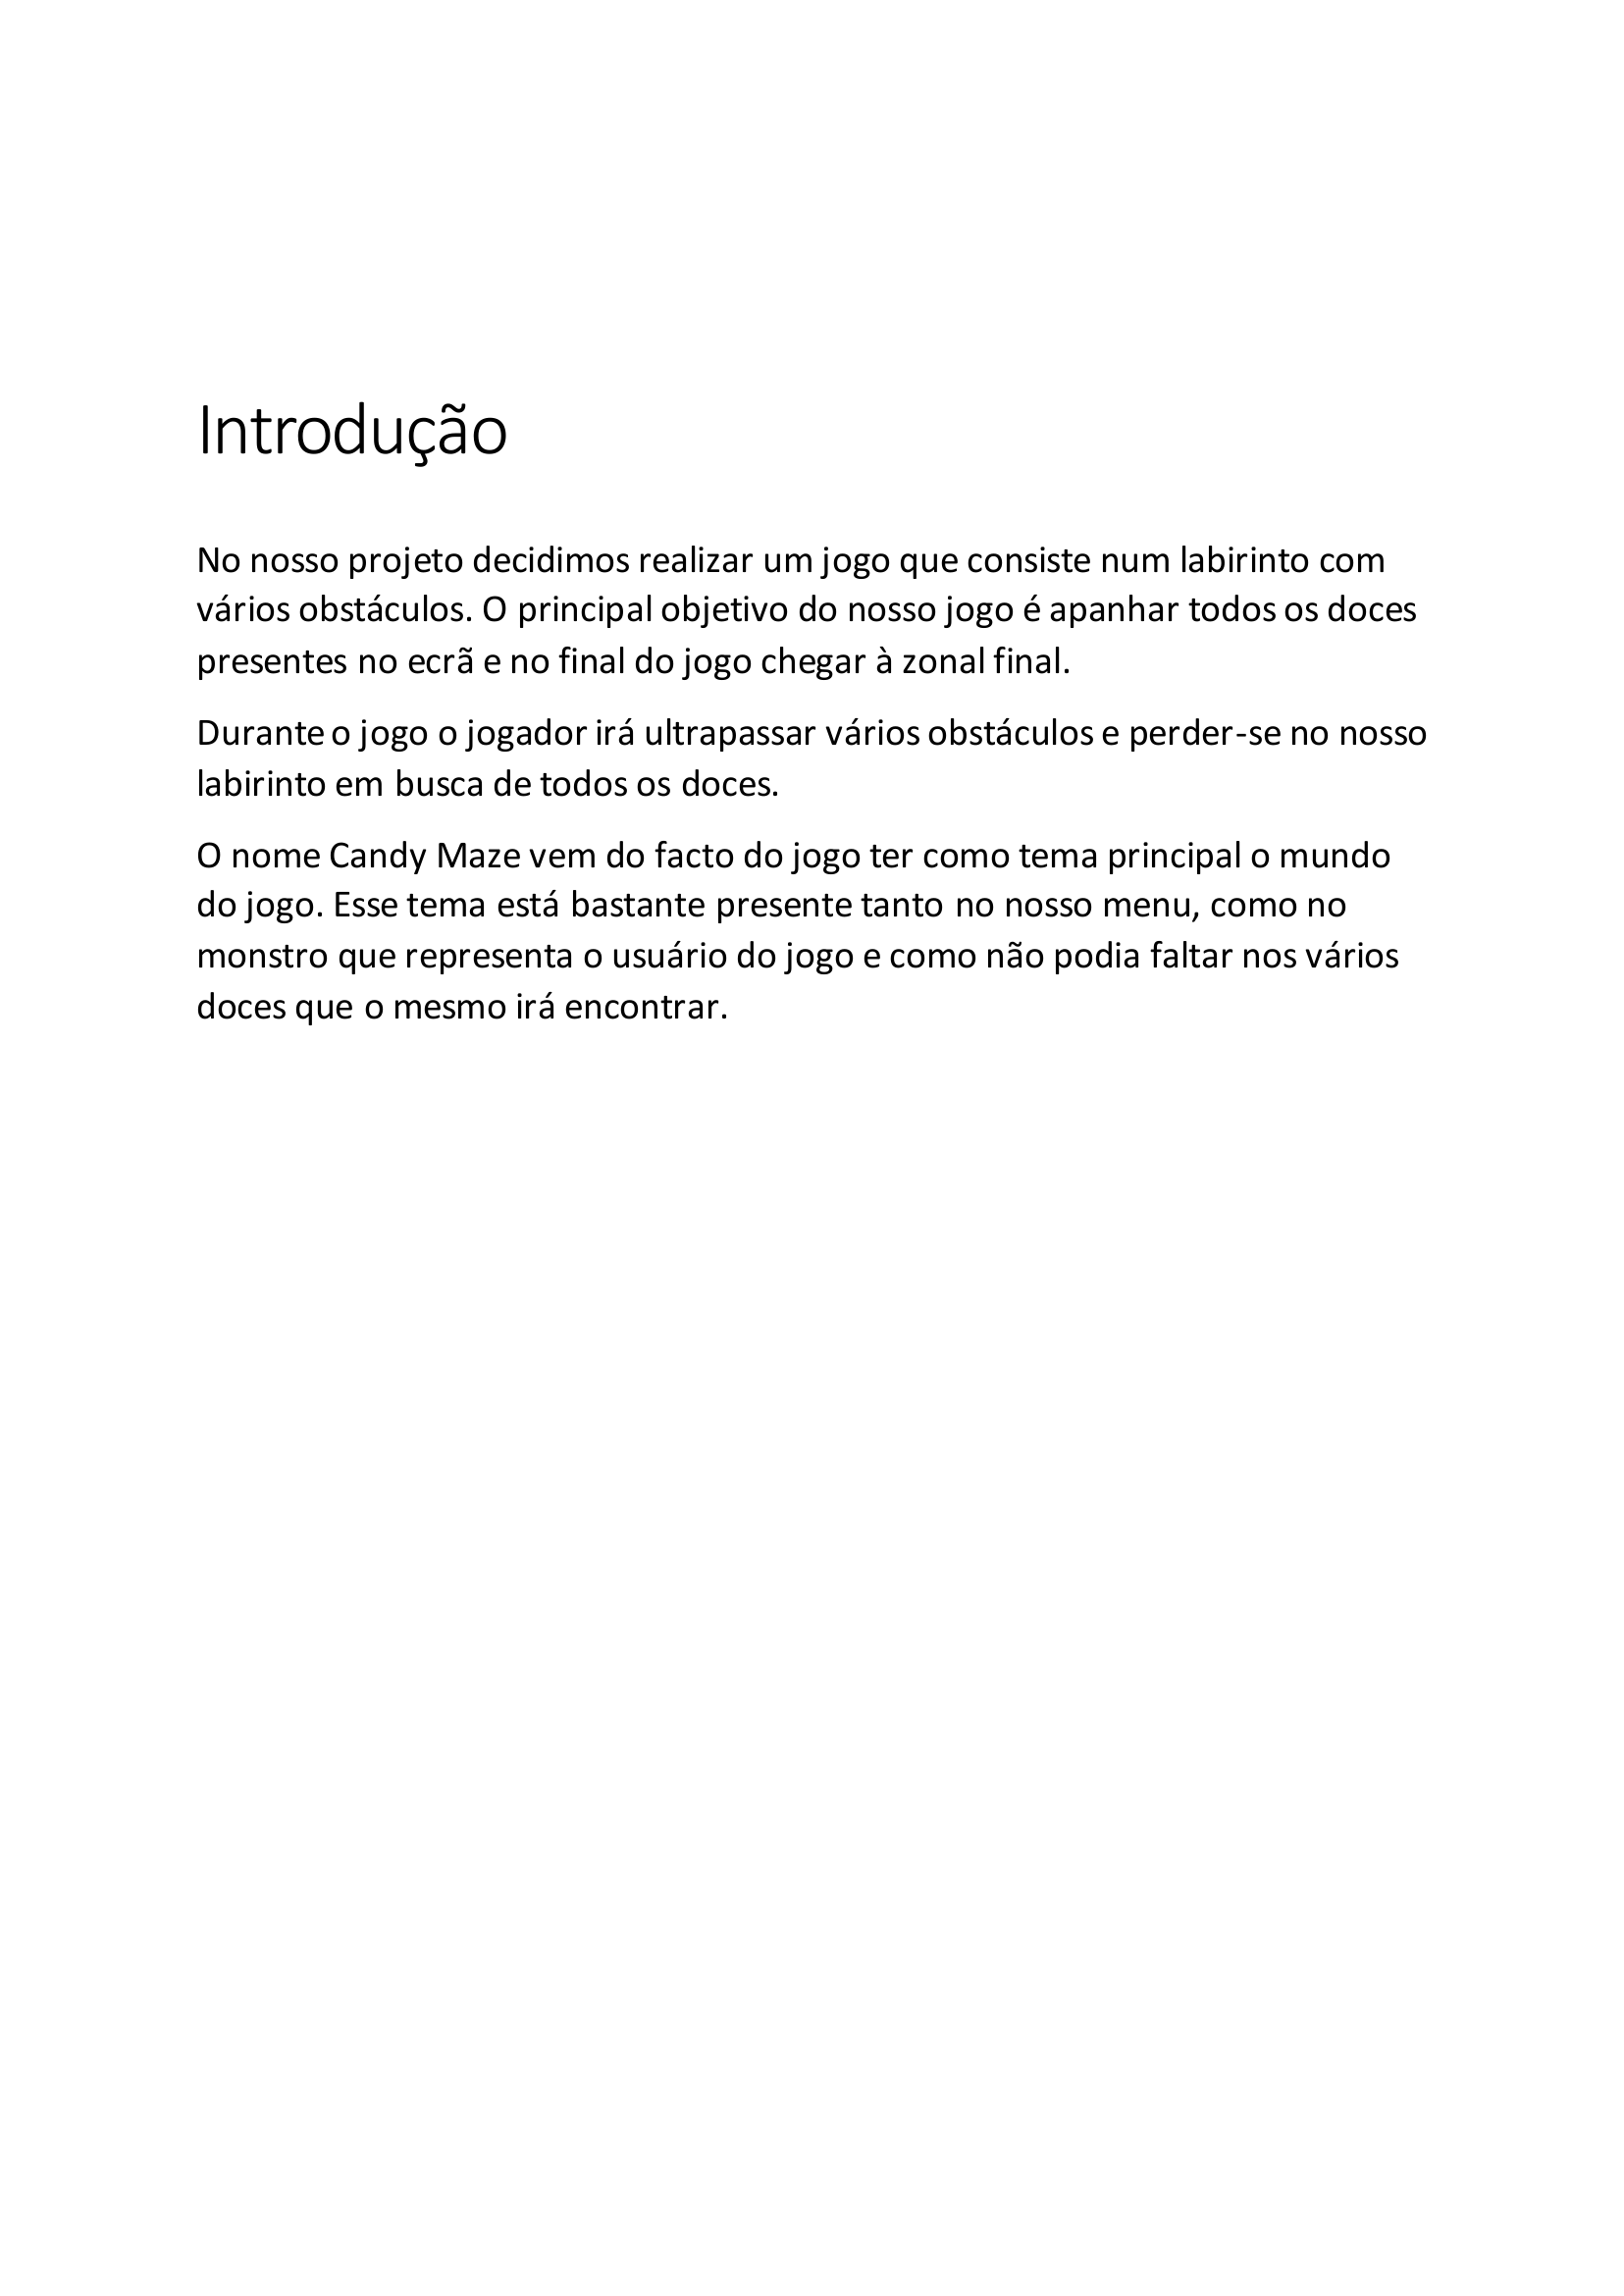 Introdução
No nosso projeto decidimos realizar um jogo que consiste num labirinto com
vários obstáculos. O principal objetivo do nosso jogo é apanhar todos os doces
presentes no ecrã e no final do jogo chegar à zonal final.
Durante o jogo o jogador irá ultrapassar vários obstáculos e perder-se no nosso
labirinto em busca de todos os doces.
O nome Candy Maze vem do facto do jogo ter como tema principal o mundo
do jogo. Esse tema está bastante presente tanto no nosso menu, como no
monstro que representa o usuário do jogo e como não podia faltar nos vários
doces que o mesmo irá encontrar.